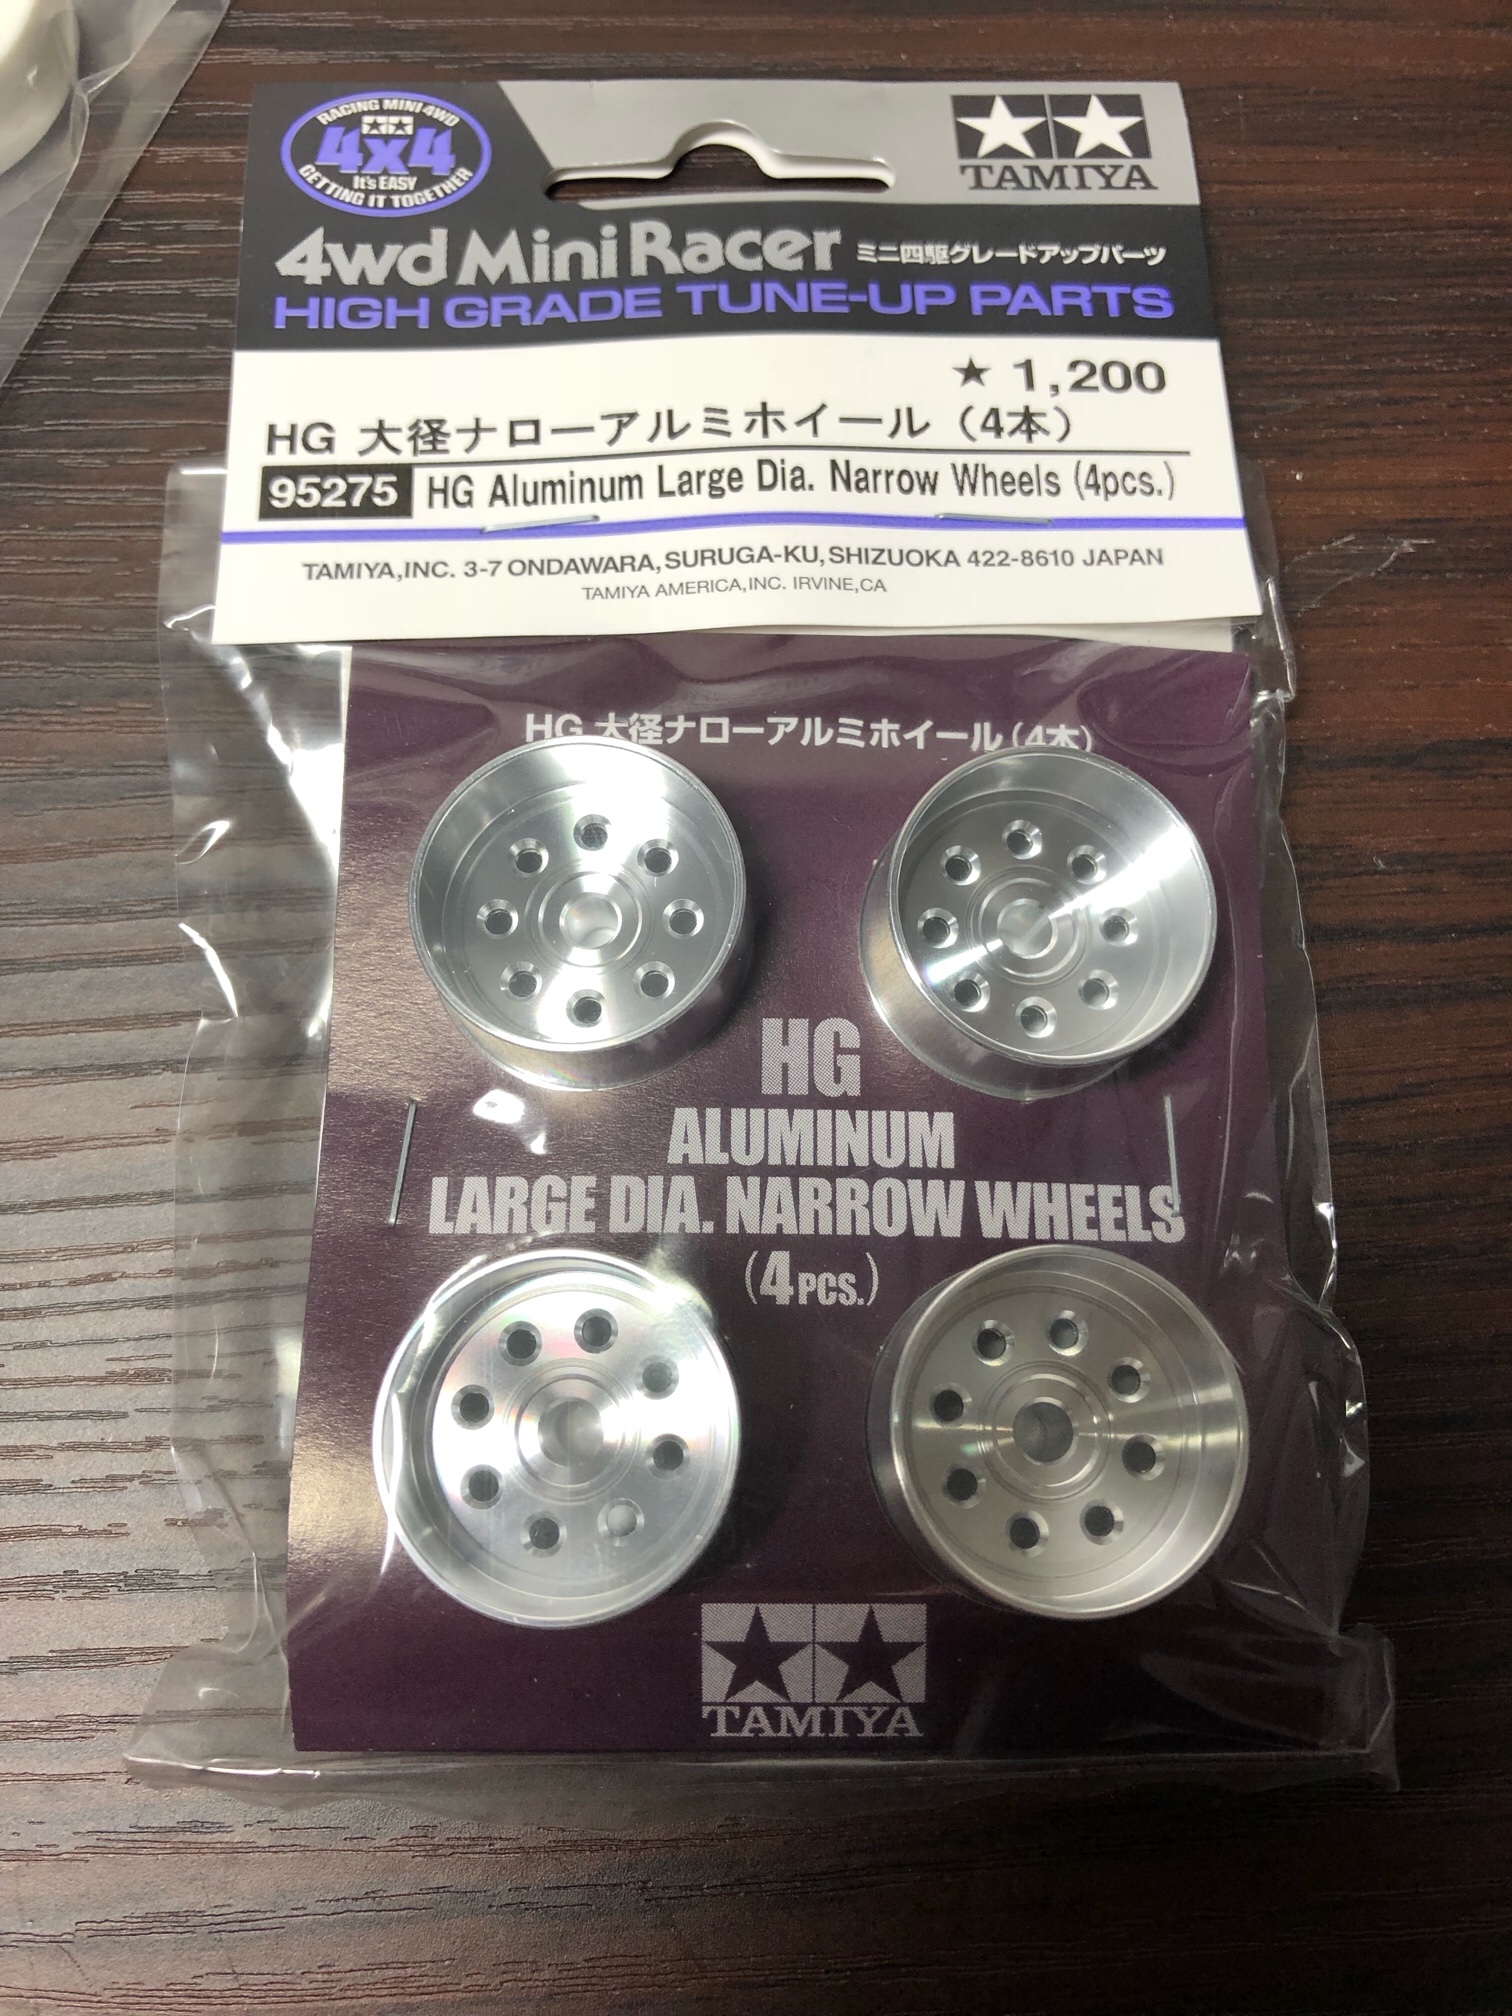 RACING MINI 4WD
4x4
It's EASY
GETTING IT TOGETHER
TAMIYA
4wd Mini Racer ミニ四駆グレードアップパーツ
HIGH GRADE TUNE-UP PARTS
★ 1,200
HG 大径ナローアルミホイール（4本）
95275 HG Aluminum Large Dia. Narrow Wheels (4pcs.)
TAMIYA,INC. 3-7 ONDAWARA, SURUGA-KU, SHIZUOKA 422-8610 JAPAN
TAMIYA AMERICA,INC. IRVINE,CA
HG 大径ナローアルミホイール（4本）
HG
ALUMINUM
LARGE DIA. NARROW WHEELS
(4PCS.)
TAMIYA